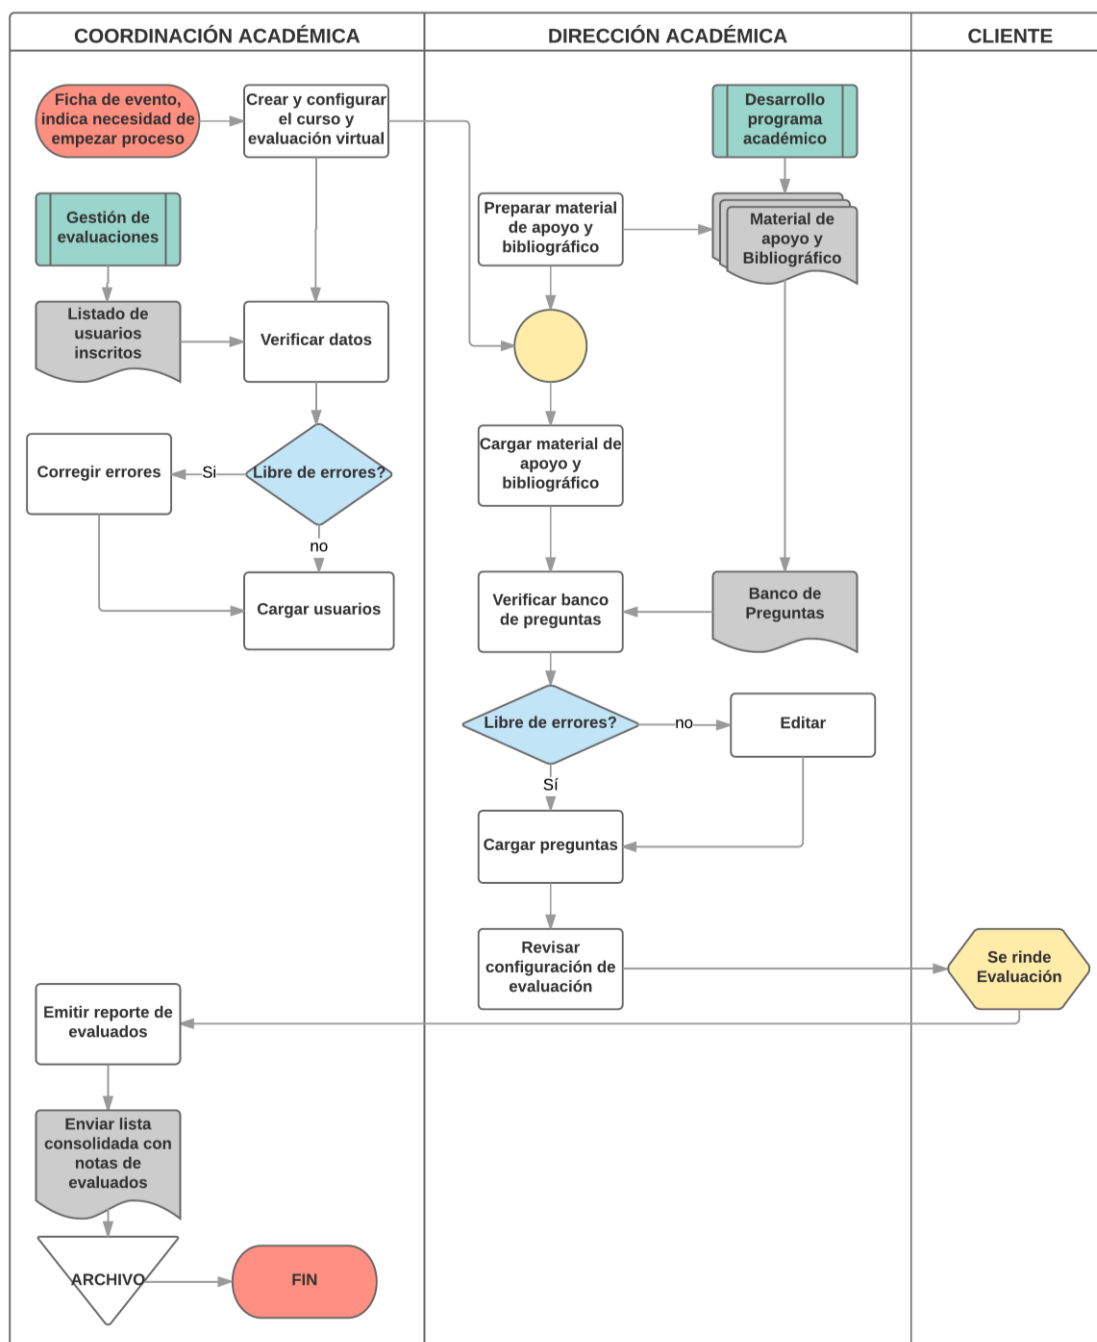 COORDINACIÓN ACADÉMICA
DIRECCIÓN ACADÉMICA
CLIENTE
Ficha de evento,
indica necesidad de
empezar proceso
Crear y configurar
el curso y
evaluación virtual
Desarrollo
programa
académico
Gestión de
evaluaciones
Preparar material
de apoyo y
bibliográfico
Material de
apoyo y
Bibliográfico
Listado de
usuarios
inscritos
Verificar datos
Cargar material de
apoyo y
bibliográfico
Corregir errores
Si
Libre de errores?
no
Cargar usuarios
Verificar banco
de preguntas
Banco de
Preguntas
Libre de errores?
no
Editar
Sí
Cargar preguntas
Revisar
configuración de
evaluación
Se rinde
Evaluación
Emitir reporte de
evaluados
Enviar lista
consolidada con
notas de
evaluados
ARCHIVO
FIN